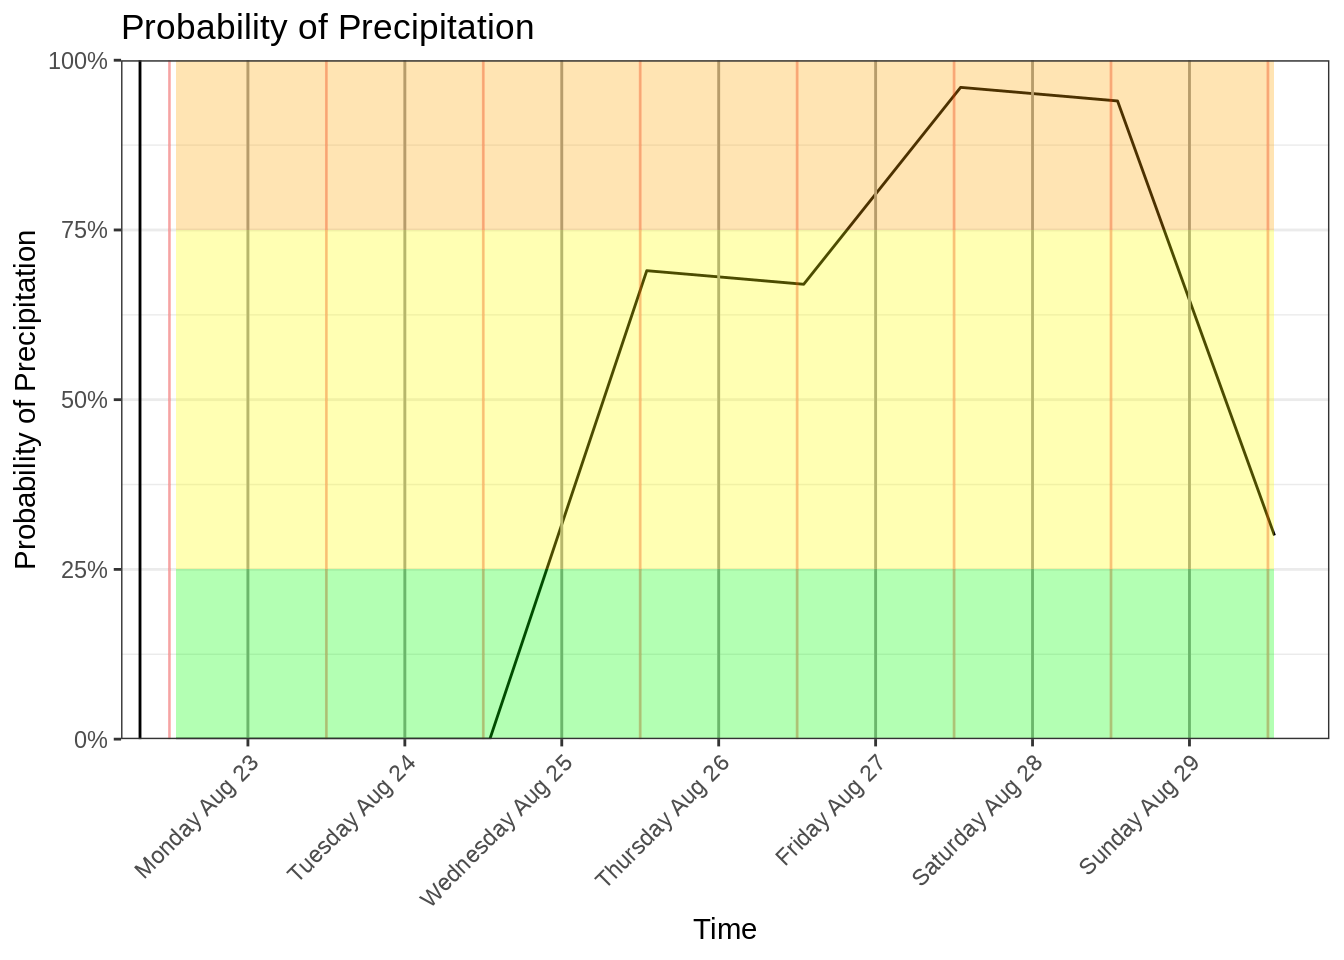 Probability of Precipitation
Probability of Precipitation
100%
75%
50%
25%
0%
Monday Aug 23
Tuesday Aug 24
Wednesday Aug 25
Thursday Aug 26
Friday Aug 27
Saturday Aug 28
Sunday Aug 29
Time